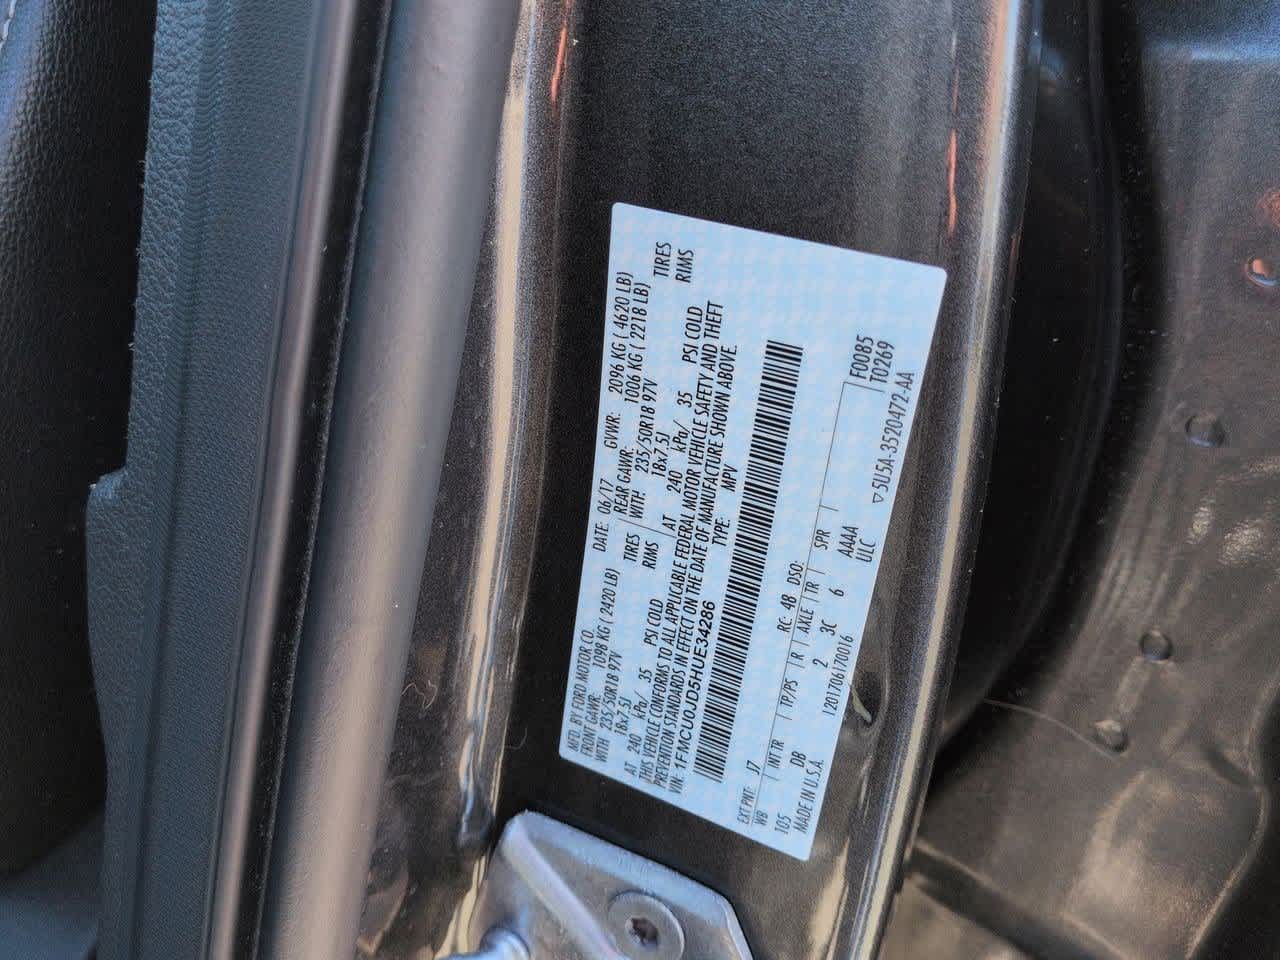 MFD. BY FORD MOTOR CO. DATE: 06/17 GVWR: 2096 KG ( 4620 LB)
FRONT GAWR: 1098 KG ( 2420 LB) REAR GAWR: 1006 KG ( 2218 LB)
WITH 235/50R18 97V TIRES WITH 235/50R18 97V TIRES
18x7.5J RIMS 18x7.5J RIMS
AT 240 kPa/ 35 PSI COLD AT 240 kPa/ 35 PSI COLD
THIS VEHICLE CONFORMS TO ALL APPLICABLE FEDERAL MOTOR VEHICLE SAFETY AND THEFT
PREVENTION STANDARDS IN EFFECT ON THE DATE OF MANUFACTURE SHOWN ABOVE.
VIN: 1FMCU0JD5HUE34286 TYPE: MPV
EXT PNT: J7 RC: 48 DSO: F0085
WB INT TR TP/PS R AXLE TR SPR T0269
105 DB 2 3C 6 AAAA
MADE IN U.S.A. 1201706170016 ULC
▽5U5A-3520472-AA